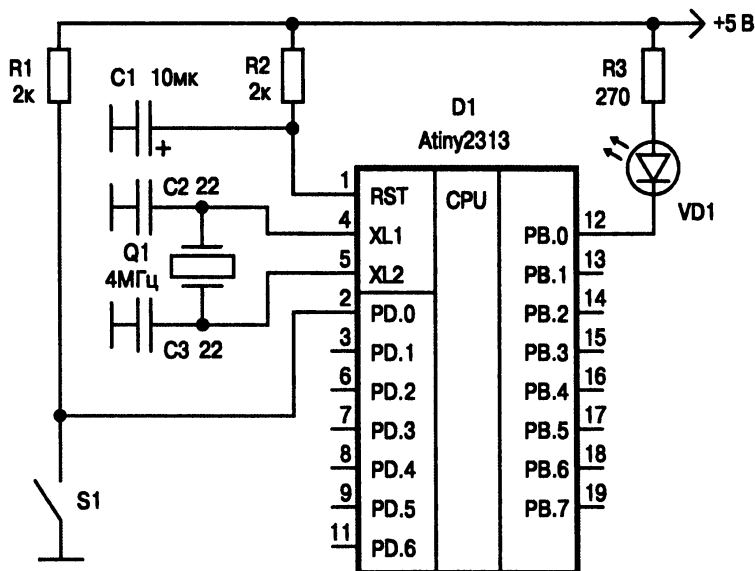 +5 В
R1
2к
C1 10мк
R2
2к
R3
270
D1
Atiny2313
+
C2 22
Q1
4МГц
C3 22
VD1
S1
CPU
1 RST
4 XL1
5 XL2
2 PD.0
3 PD.1
6 PD.2
7 PD.3
8 PD.4
9 PD.5
11 PD.6
PB.0 12
PB.1 13
PB.2 14
PB.3 15
PB.4 16
PB.5 17
PB.6 18
PB.7 19